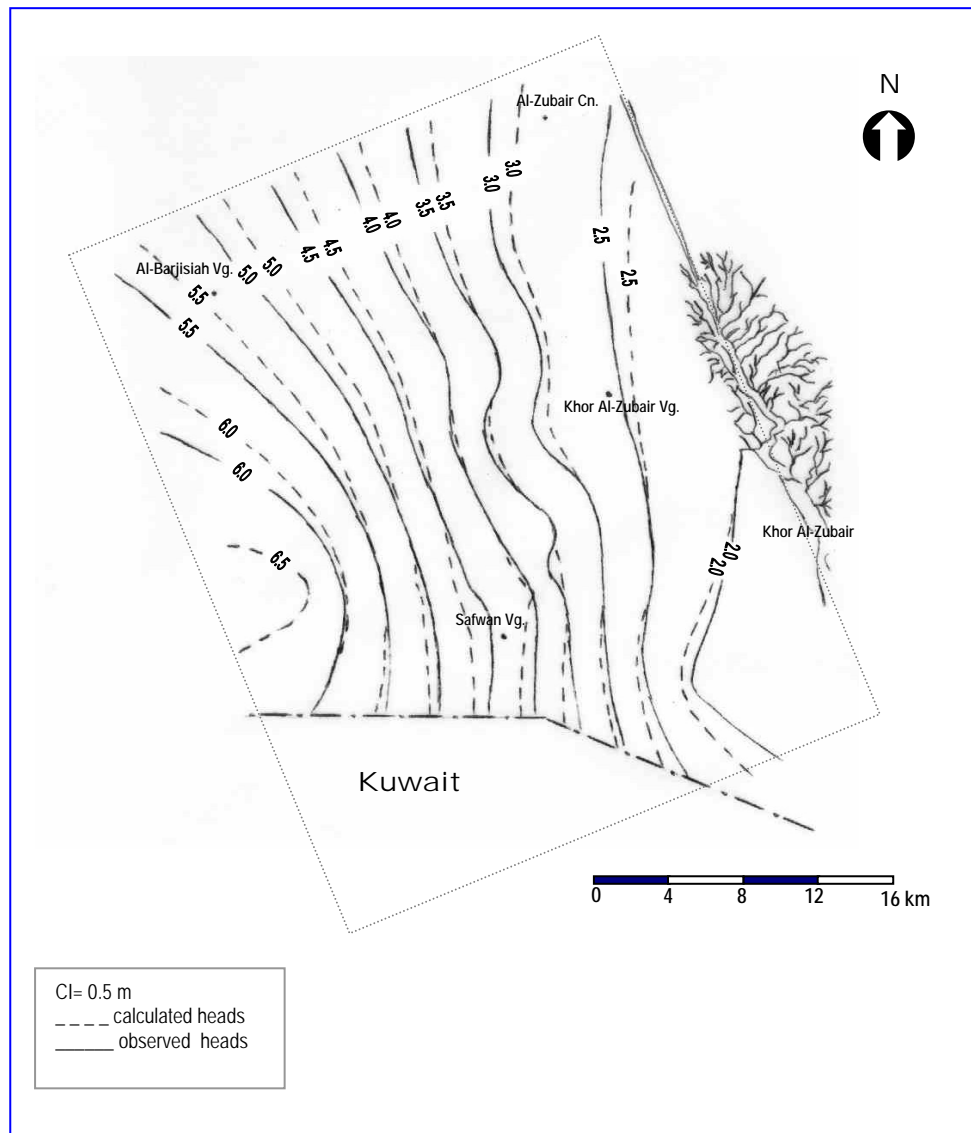 N
Al-Zubair Cn.
3.0
3.0
3.5
3.5
4.0
4.0
4.5
4.5
5.0
5.0
2.5
2.5
Al-Barjisiah Vg.
5.5
5.5
6.0
6.0
6.5
Khor Al-Zubair Vg.
Khor Al-Zubair
2.0
2.0
Safwan Vg.
Kuwait
0 4 8 12 16 km
CI= 0.5 m
_ _ _ _ calculated heads
______ observed heads